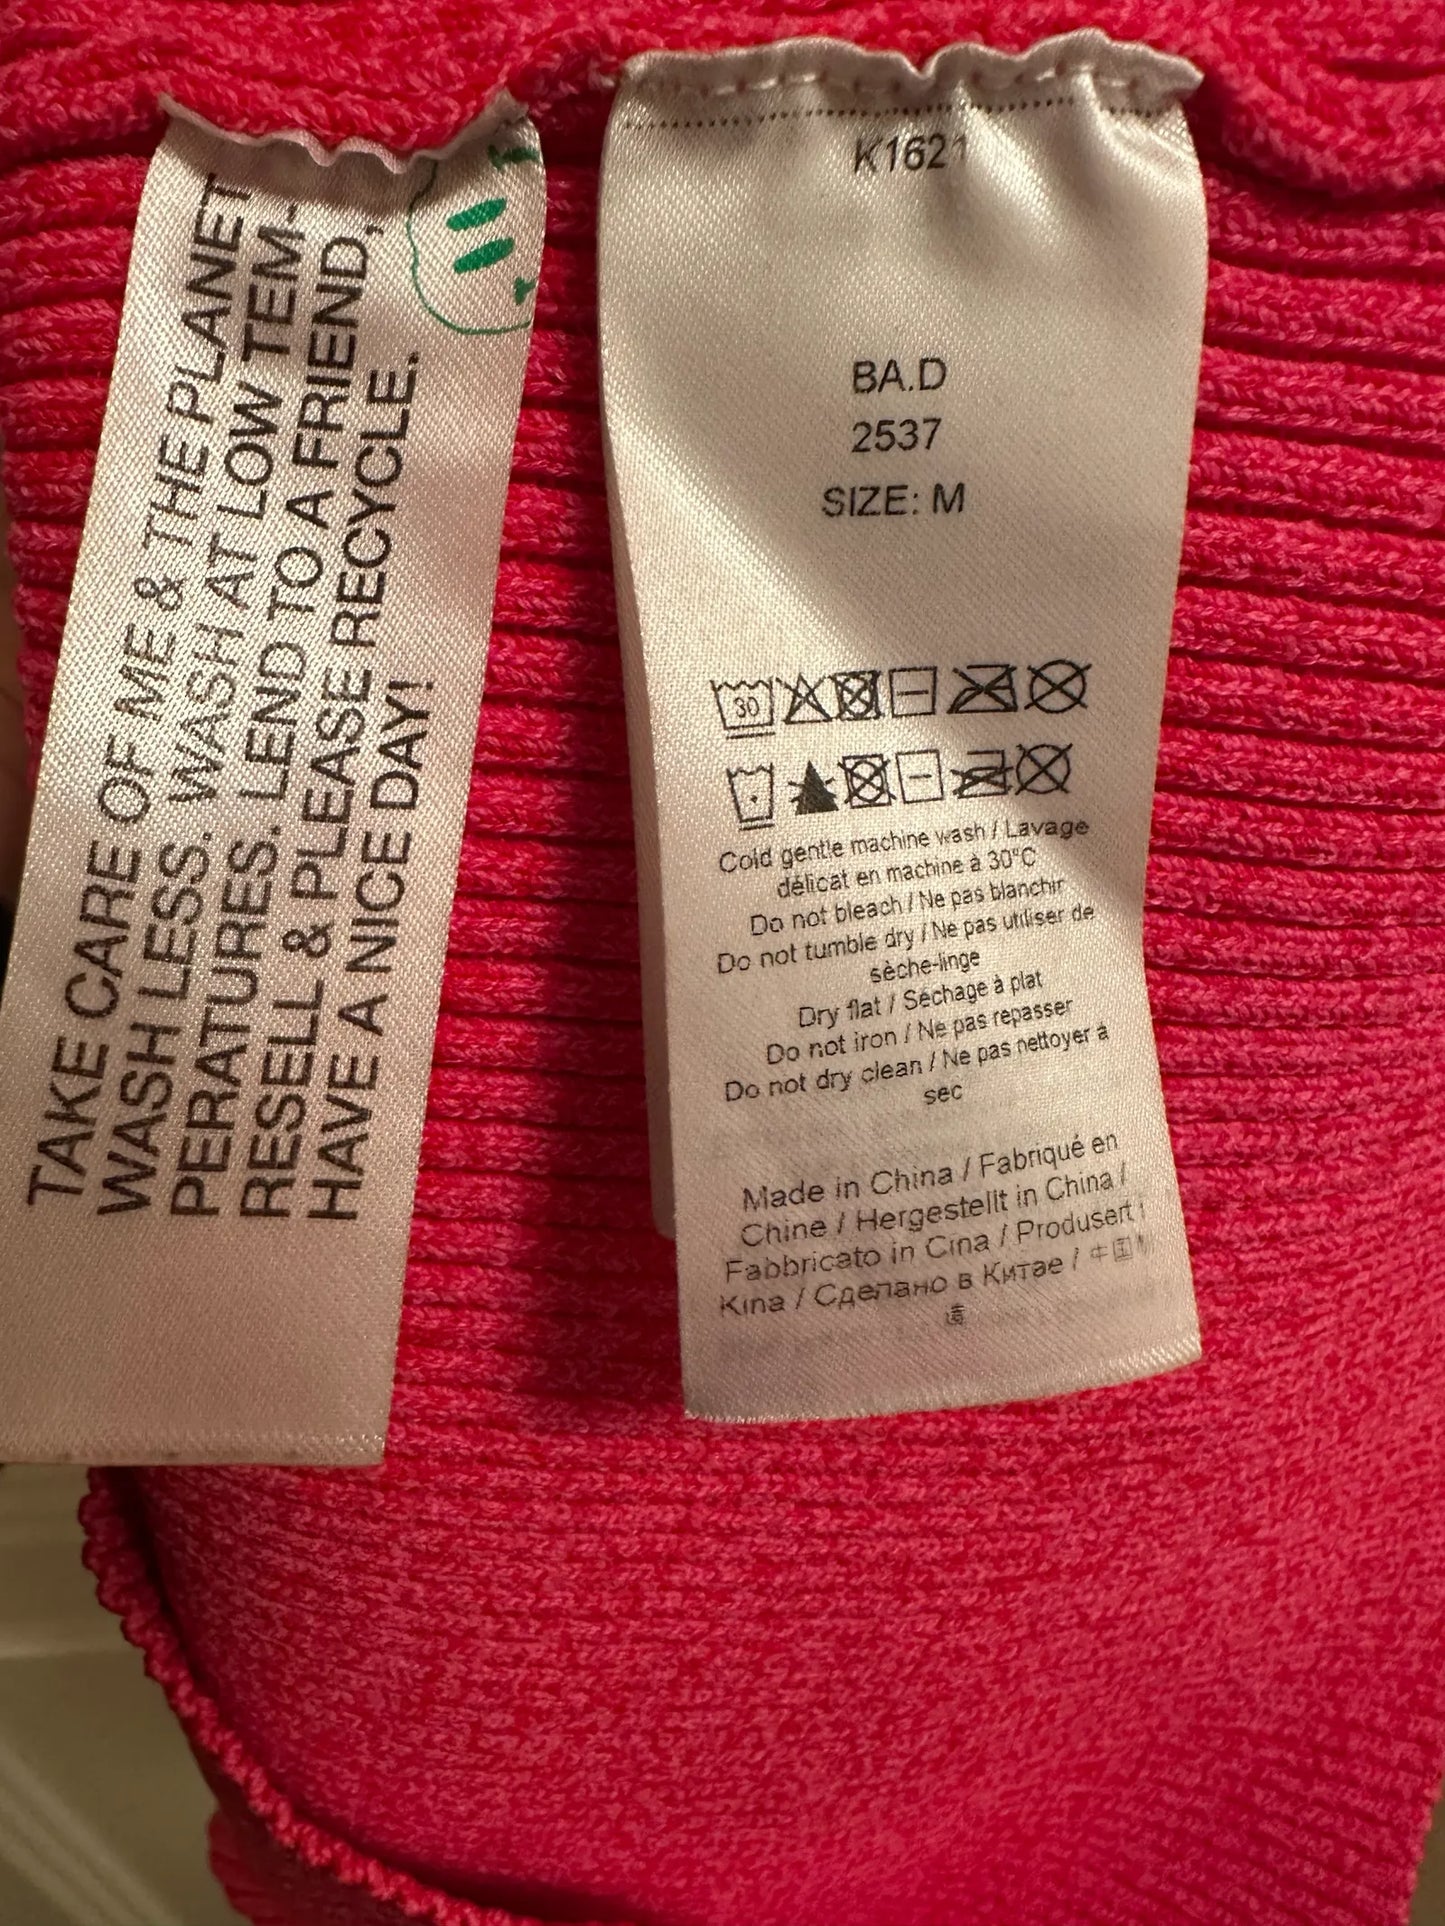 TAKE CARE OF ME & THE PLANET
WASH LESS. WASH AT LOW TEM-
PERATURES. LEND TO A FRIEND,
RESELL & PLEASE RECYCLE.
HAVE A NICE DAY!
K1621
BA.D
2537
SIZE: M
30
Cold gentle machine wash / Lavage
délicat en machine à 30°C
Do not bleach / Ne pas blanchir
Do not tumble dry / Ne pas utiliser de
sèche-linge
Dry flat / Séchage à plat
Do not iron / Ne pas repasser
Do not dry clean / Ne pas nettoyer à
sec
Made in China / Fabriqué en
Chine / Hergestellt in China /
Fabbricato in Cina / Produsert i
Kina / Сделано в Китае / 中国制
造